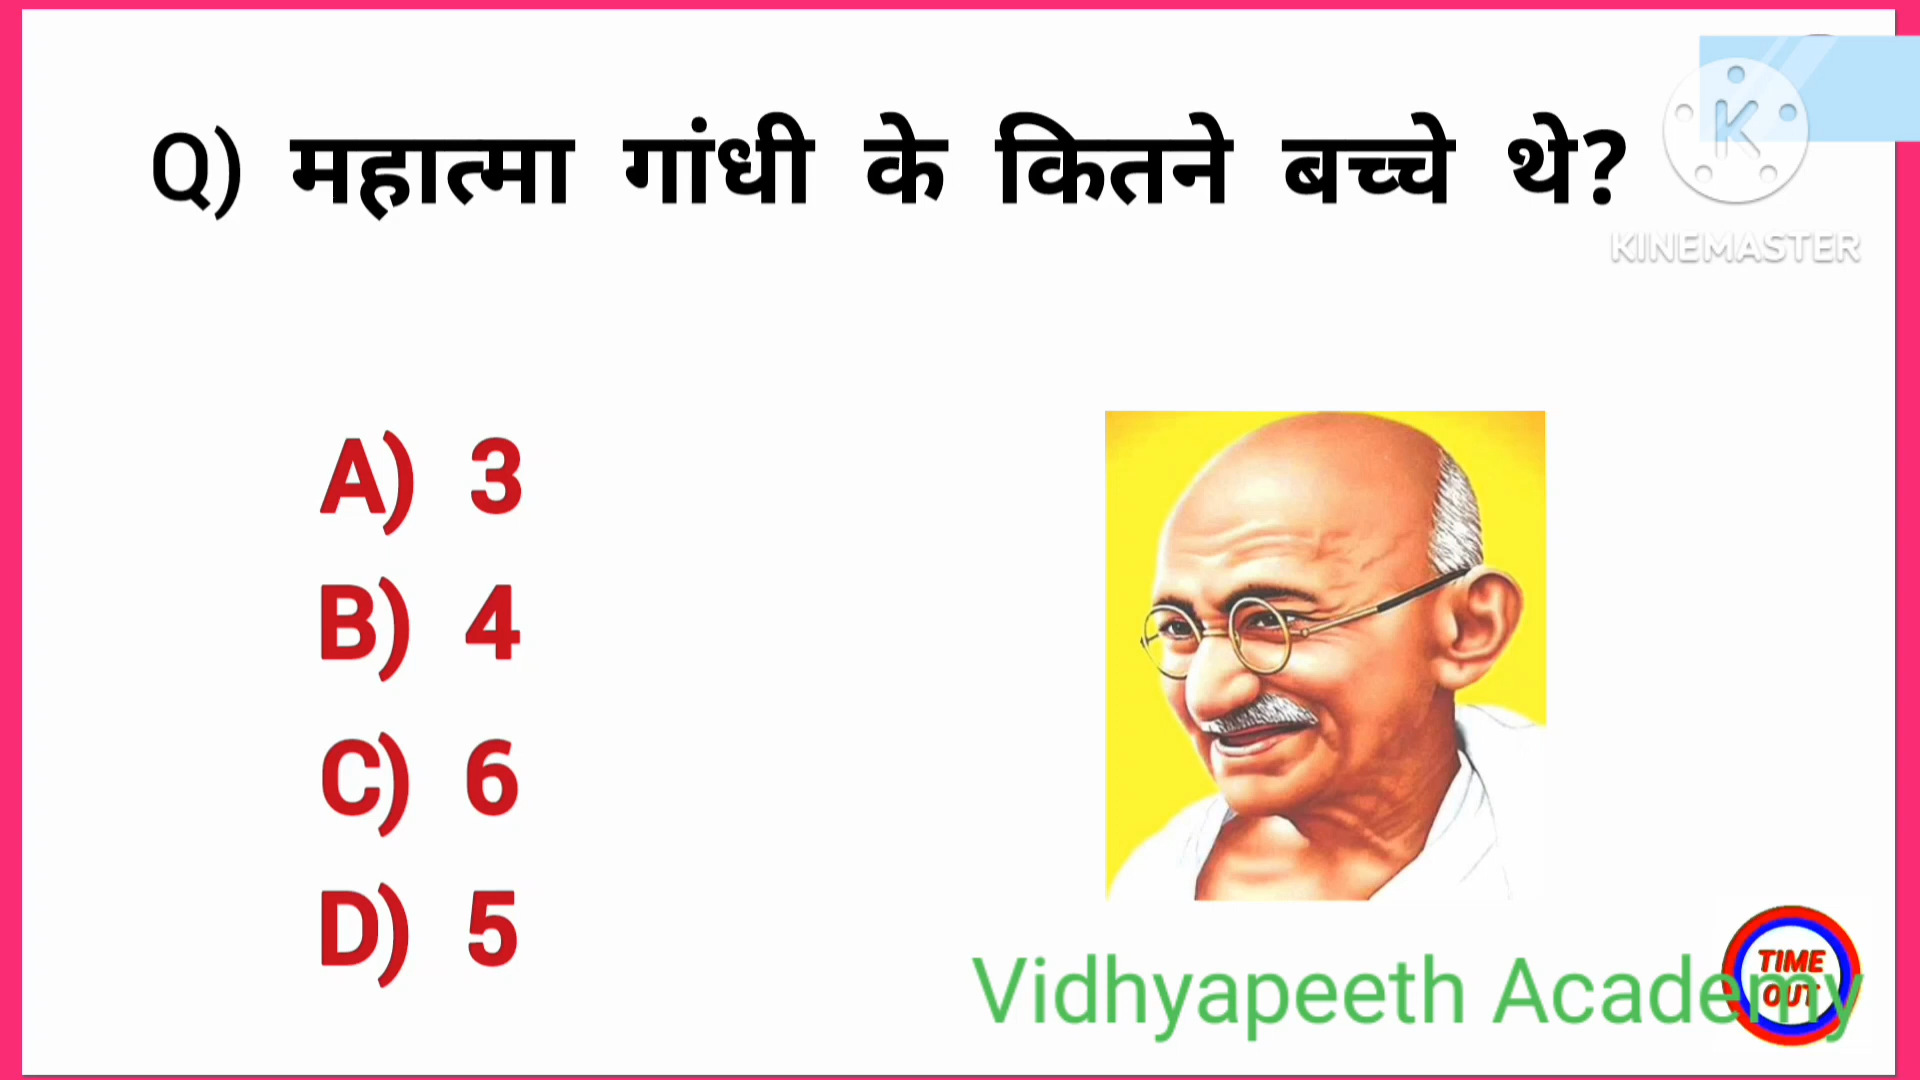 Q) महात्मा गांधी के कितने बच्चे थे?
K
KINEMASTER
A) 3
B) 4
C) 6
D) 5
TIME
OUT
Vidhyapeeth Academy